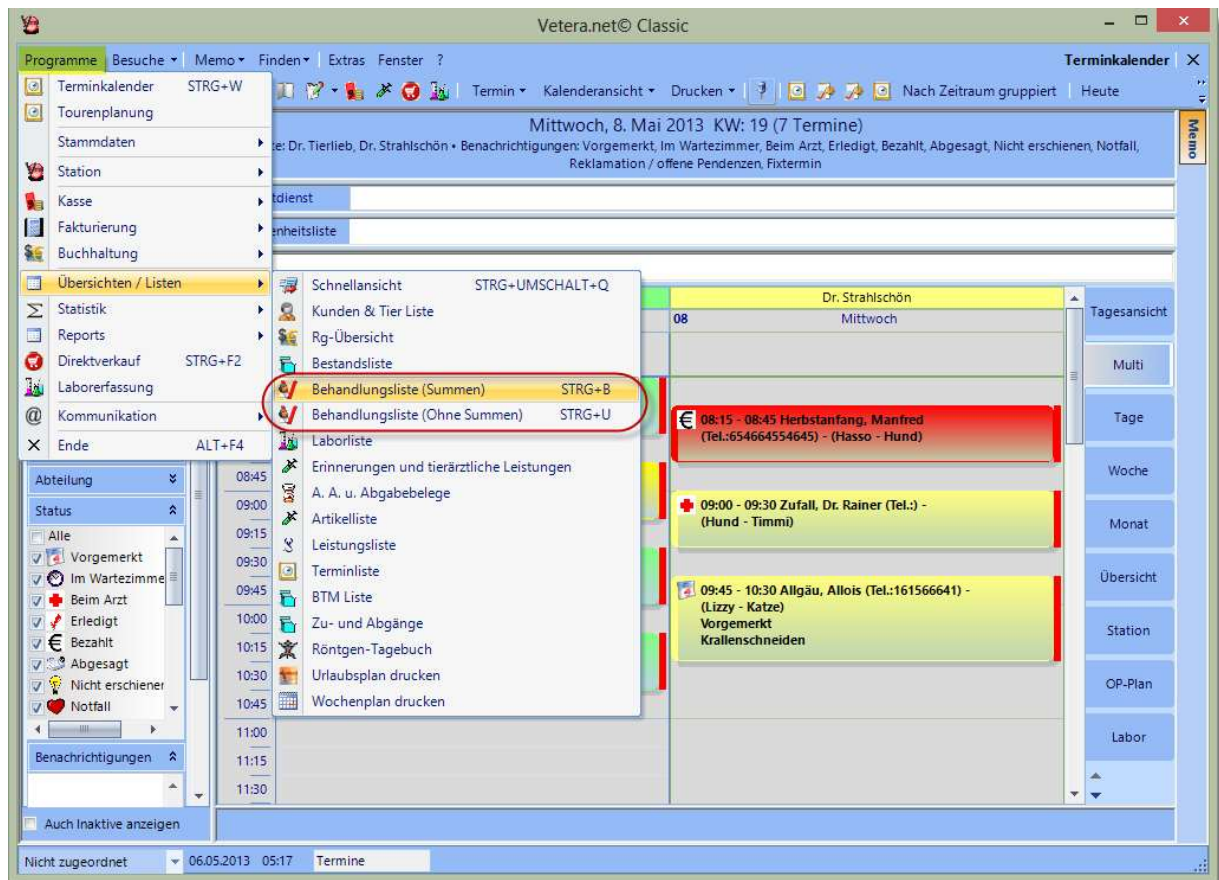 Vetera.net© Classic
Programme Besuche Memo Finden Extras Fenster ? Terminkalender X
Termin Kalenderansicht Drucken Nach Zeitraum gruppiert Heute
Mittwoch, 8. Mai 2013 KW: 19 (7 Termine)
e: Dr. Tierlieb, Dr. Strahlschön • Benachrichtigungen: Vorgemerkt, Im Wartezimmer, Beim Arzt, Erledigt, Bezahlt, Abgesagt, Nicht erschienen, Notfall,
Reklamation / offene Pendenzen, Fixtermin
Memo
tdienst
enheitsliste
Terminkalender STRG+W
Tourenplanung
Stammdaten
Station
Kasse
Fakturierung
Buchhaltung
Übersichten / Listen
Statistik
Reports
Direktverkauf STRG+F2
Laborerfassung
@ Kommunikation
Ende ALT+F4
Schnellansicht STRG+UMSCHALT+Q
Kunden & Tier Liste
Rg-Übersicht
Bestandsliste
Behandlungsliste (Summen) STRG+B
Behandlungsliste (Ohne Summen) STRG+U
Laborliste
Erinnerungen und tierärztliche Leistungen
A. A. u. Abgabebelege
Artikelliste
Leistungsliste
Terminliste
BTM Liste
Zu- und Abgänge
Röntgen-Tagebuch
Urlaubsplan drucken
Wochenplan drucken
Dr. Strahlschön
08 Mittwoch
€ 08:15 - 08:45 Herbstanfang, Manfred
(Tel.:654664554645) - (Hasso - Hund)
09:00 - 09:30 Zufall, Dr. Rainer (Tel.:) -
(Hund - Timmi)
09:45 - 10:30 Allgäu, Allois (Tel.:161566641) -
(Lizzy - Katze)
Vorgemerkt
Krallenschneiden
Tagesansicht
Multi
Tage
Woche
Monat
Übersicht
Station
OP-Plan
Labor
Abteilung
Status
Alle
Vorgemerkt
Im Wartezimme
Beim Arzt
Erledigt
€ Bezahlt
Abgesagt
Nicht erschiener
Notfall
Benachrichtigungen
Auch Inaktive anzeigen
08:45
09:00
09:15
09:30
09:45
10:00
10:15
10:30
10:45
11:00
11:15
11:30
Nicht zugeordnet 06.05.2013 05:17 Termine